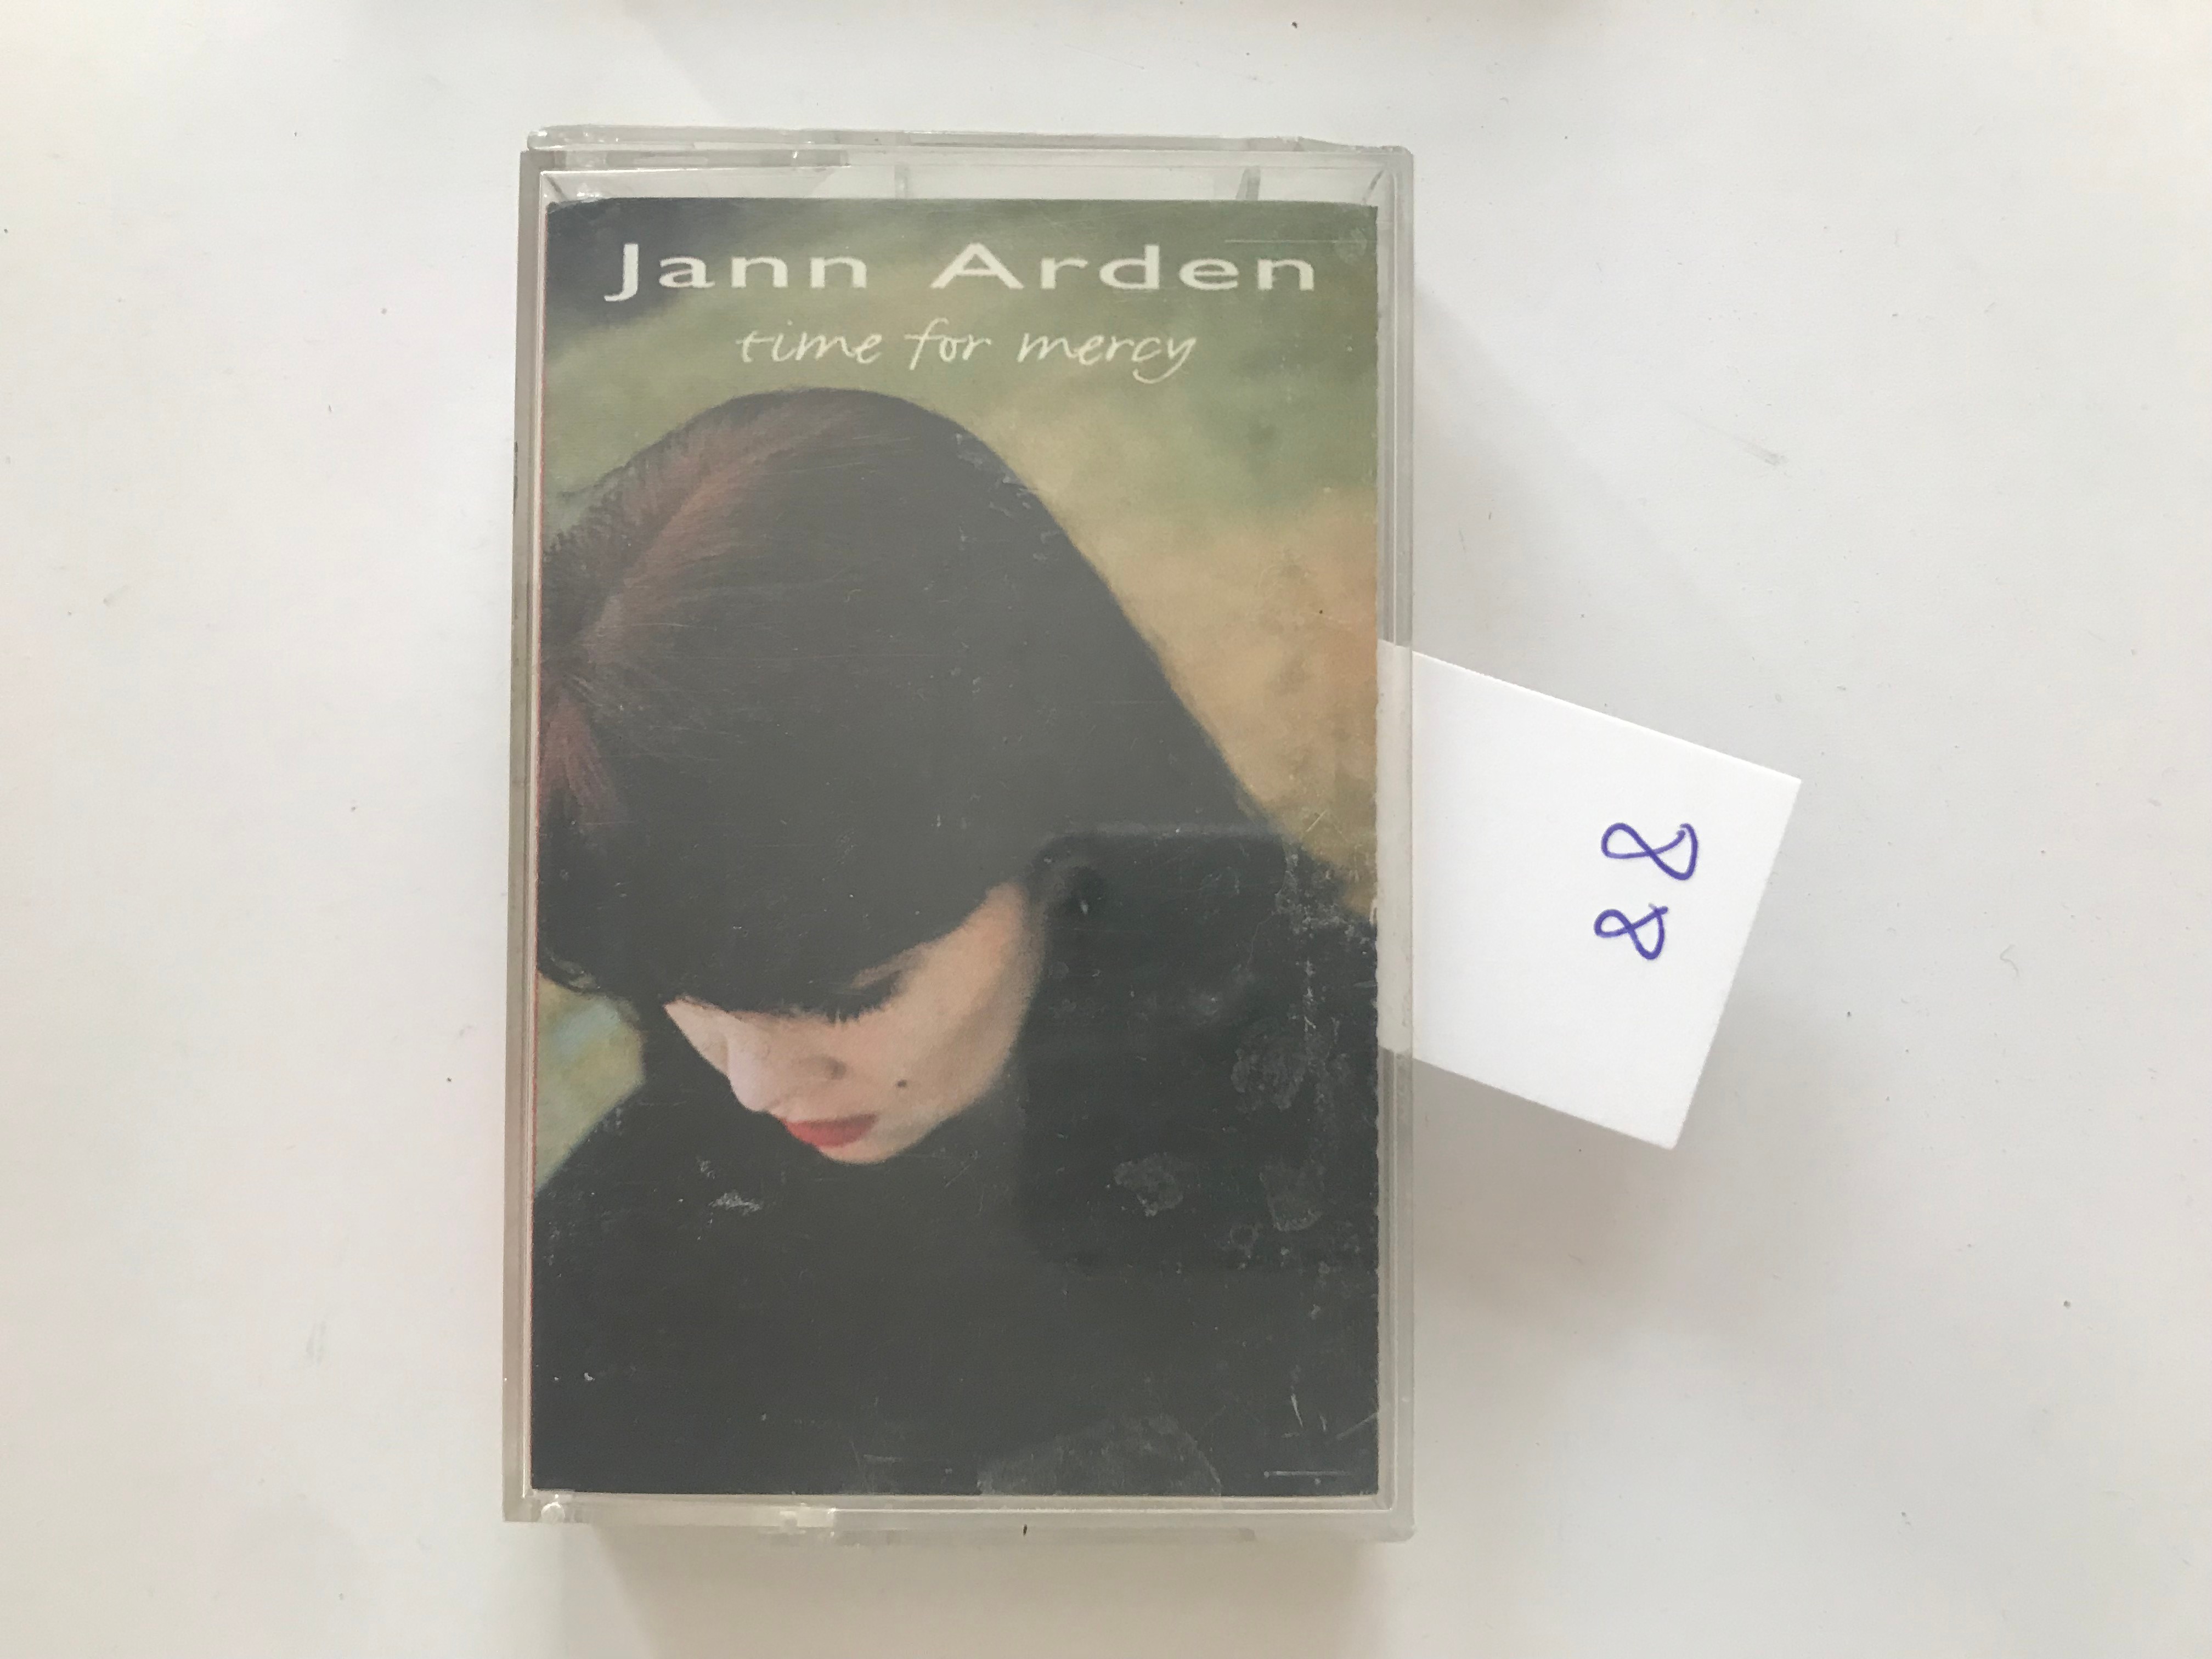 Jann Arden
time for mercy
88